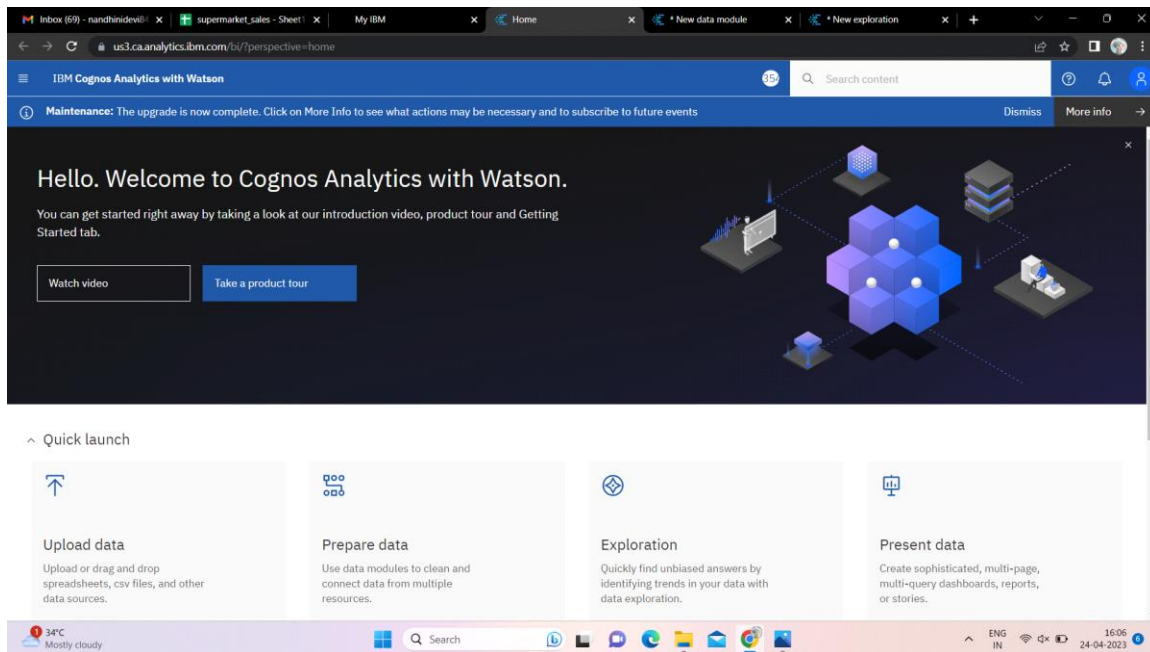 Inbox (69) - nandhinidevi84
supermarket_sales - Sheet1
My IBM
Home
* New data module
* New exploration
us3.ca.analytics.ibm.com/bi/?perspective=home
IBM Cognos Analytics with Watson
354
Search content
Maintenance: The upgrade is now complete. Click on More Info to see what actions may be necessary and to subscribe to future events
Dismiss
More info
Hello. Welcome to Cognos Analytics with Watson.
You can get started right away by taking a look at our introduction video, product tour and Getting
Started tab.
Watch video
Take a product tour
Quick launch
Upload data
Upload or drag and drop
spreadsheets, csv files, and other
data sources.
Prepare data
Use data modules to clean and
connect data from multiple
resources.
Exploration
Quickly find unbiased answers by
identifying trends in your data with
data exploration.
Present data
Create sophisticated, multi-page,
multi-query dashboards, reports,
or stories.
1
34°C
Mostly cloudy
Search
ENG
IN
16:06
24-04-2023
6